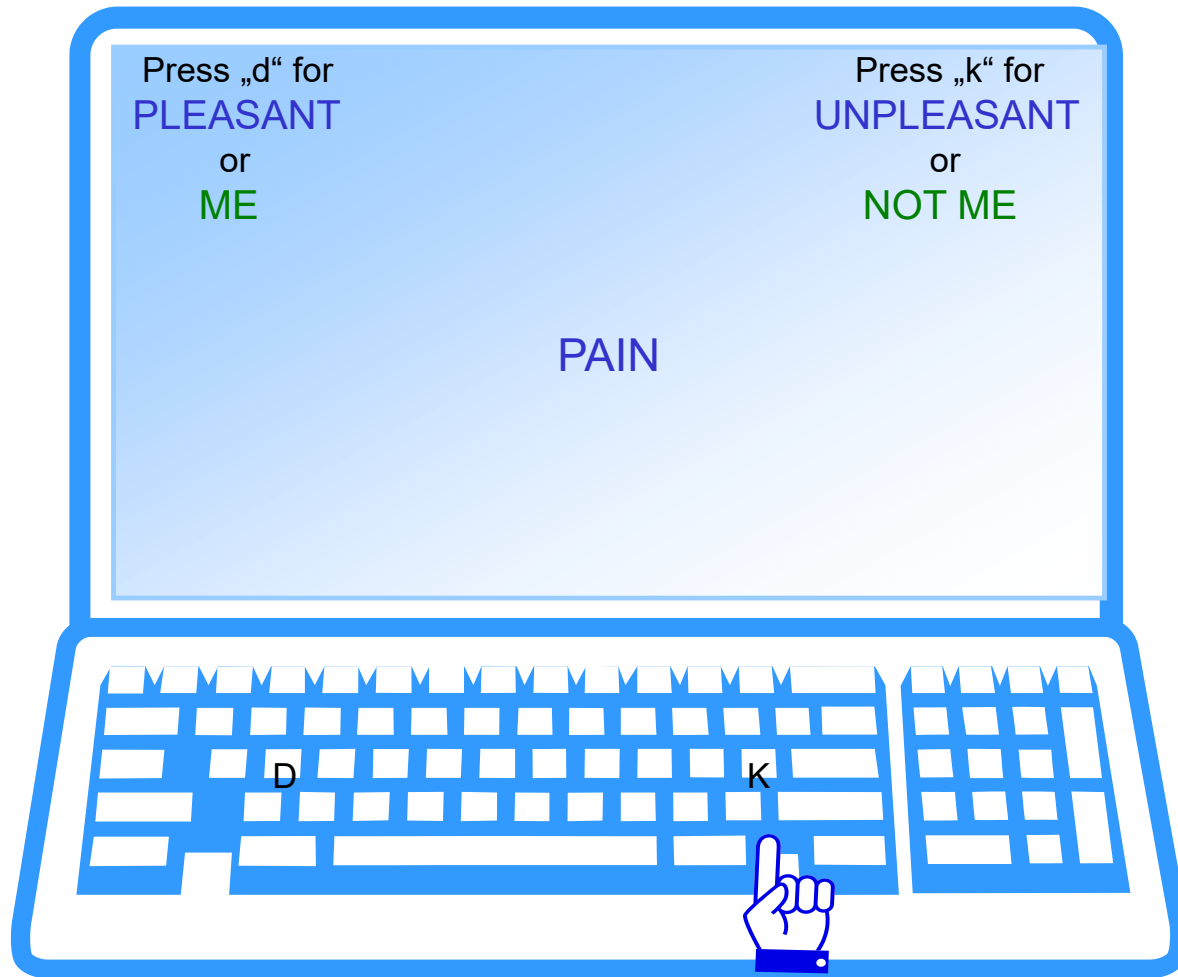 Press „d“ for
PLEASANT
or
ME
Press „k“ for
UNPLEASANT
or
NOT ME
PAIN
D
K